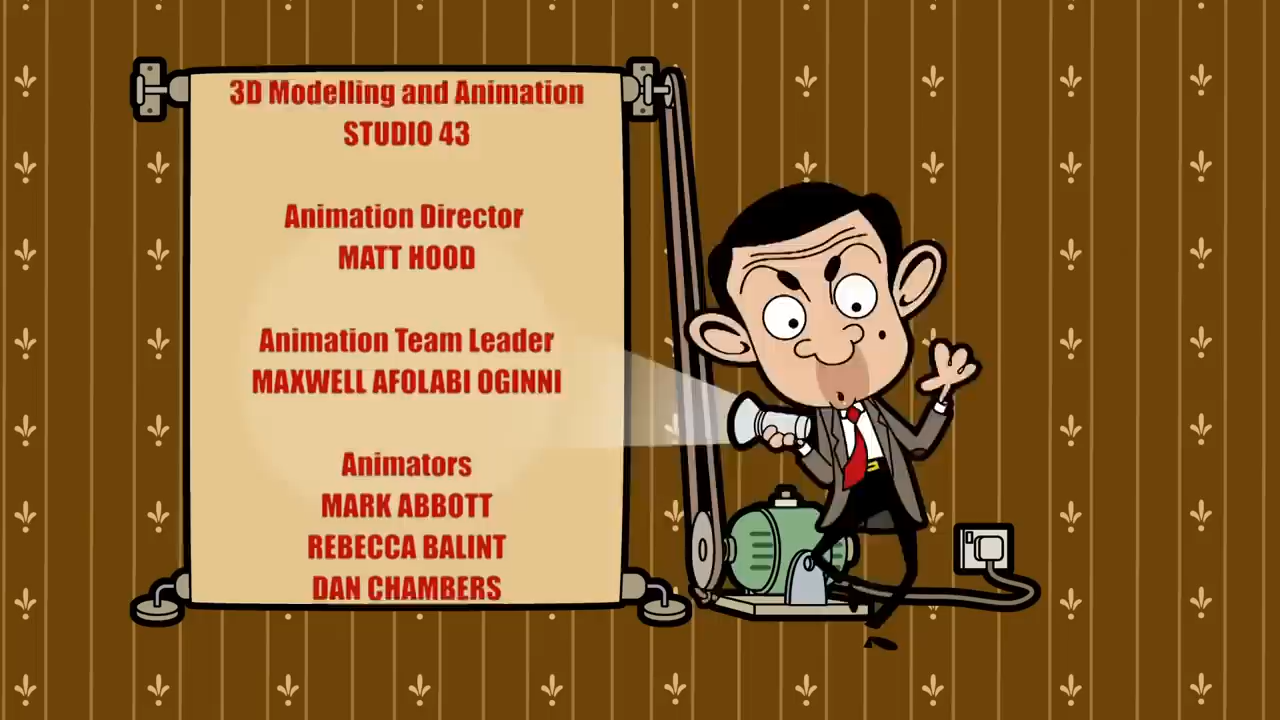 3D Modelling and Animation
STUDIO 43
Animation Director
MATT HOOD
Animation Team Leader
MAXWELL AFOLABI OGINNI
Animators
MARK ABBOTT
REBECCA BALINT
DAN CHAMBERS